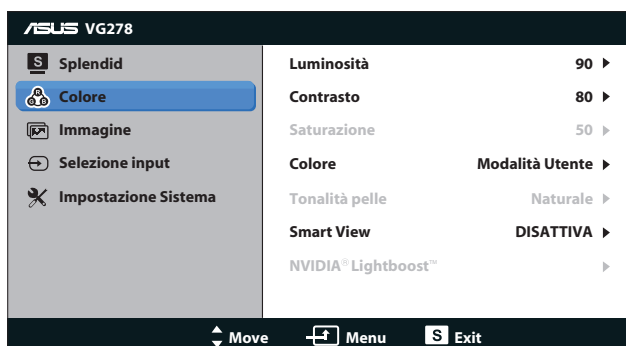 ASUS VG278
S Splendid
Colore
Immagine
Selezione input
Impostazione Sistema
Luminosità 90
Contrasto 80
Saturazione 50
Colore Modalità Utente
Tonalità pelle Naturale
Smart View DISATTIVA
NVIDIA® Lightboost™
Move Menu S Exit